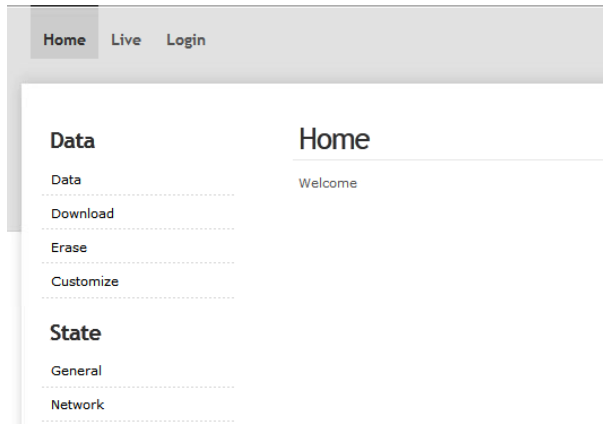 Home Live Login
Data
Data
Download
Erase
Customize
State
General
Network
Home
Welcome